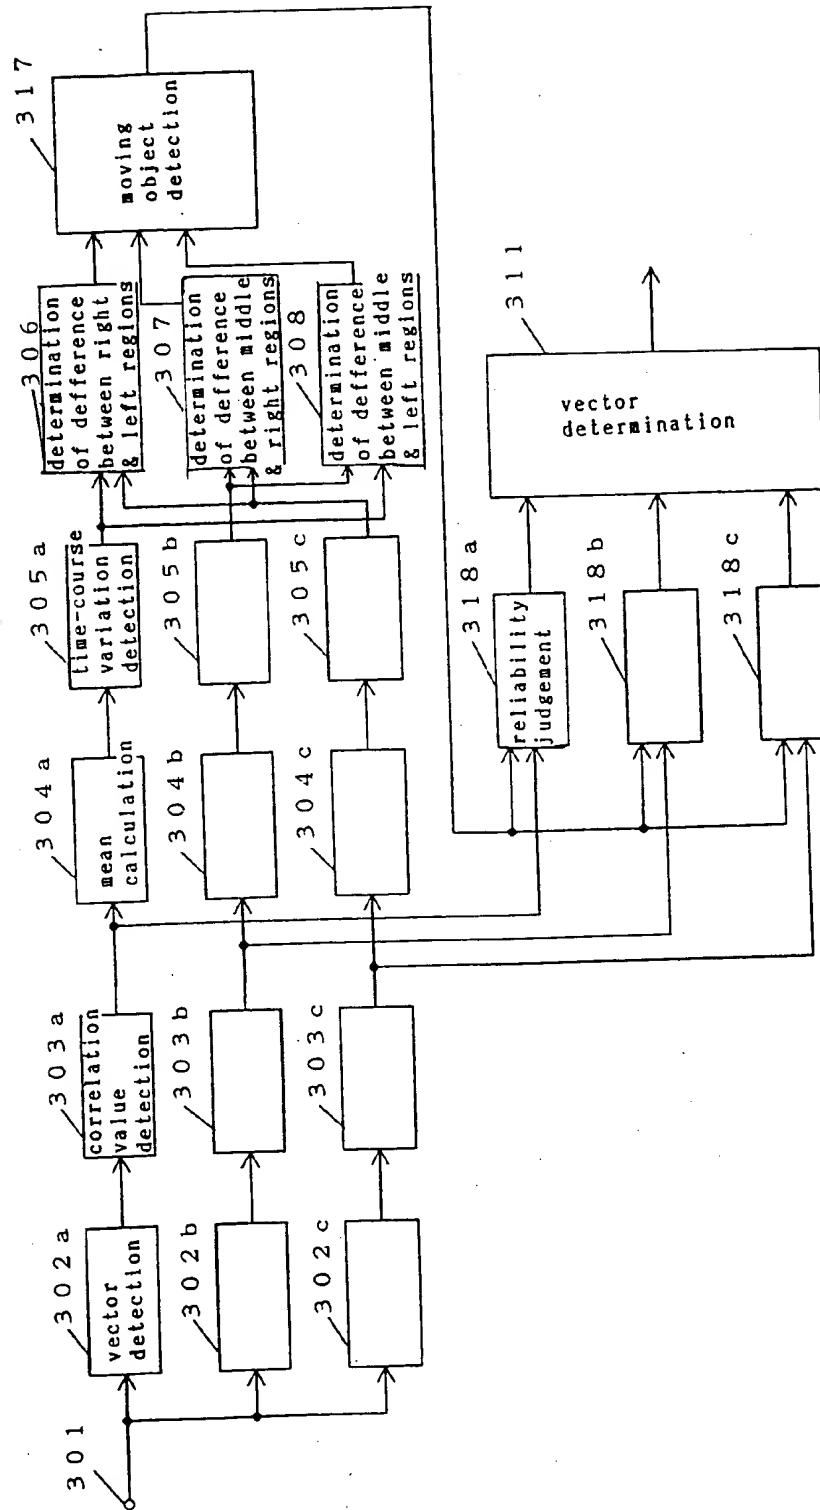 301
302a
vector
detection
302b
302c
303a
correlation
value
detection
303b
303c
304a
mean
calculation
304b
304c
305a
time-course
variation
detection
305b
305c
306
determination
of defference
between right
& left regions
307
determination
of defference
between middle
& right regions
308
determination
of defference
between middle
& left regions
317
moving
object
detection
318a
reliability
judgement
318b
318c
311
vector
determination